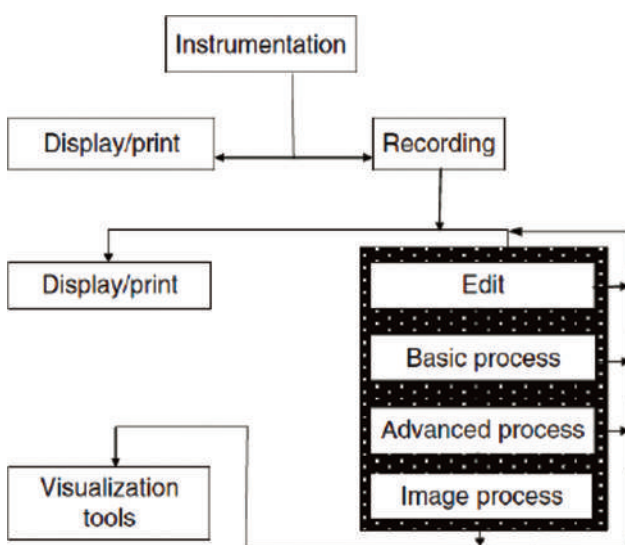 Instrumentation
Display/print
Recording
Display/print
Edit
Basic process
Advanced process
Image process
Visualization
tools